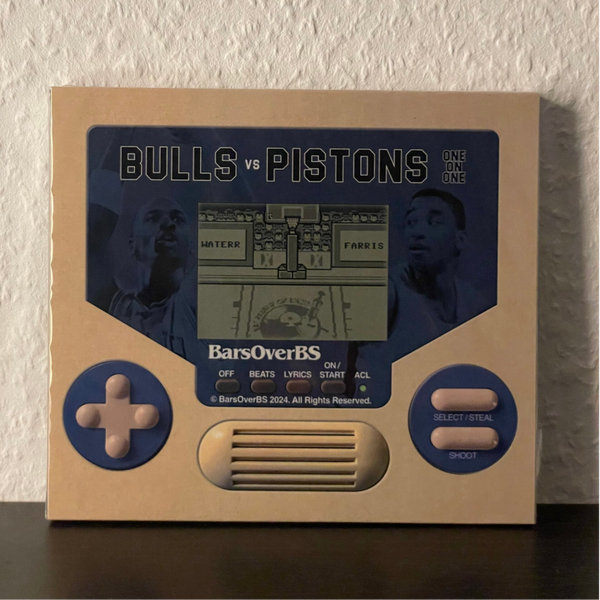 BULLS VS PISTONS ONE ON ONE
WATERR FARRIS
BarsOverBS
OFF BEATS LYRICS ON/START ACL
© BarsOverBS 2024. All Rights Reserved.
SELECT / STEAL
SHOOT